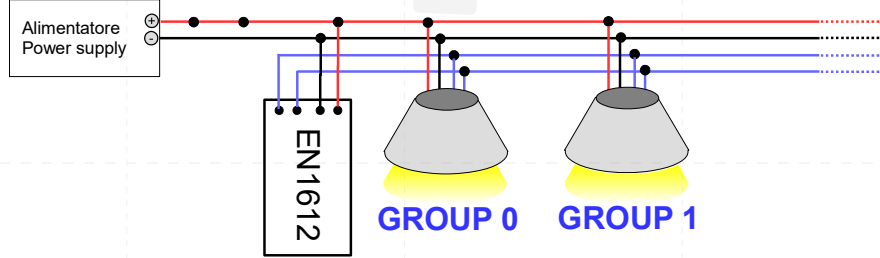 Alimentatore
Power supply
+
-
EN1612
GROUP 0
GROUP 1